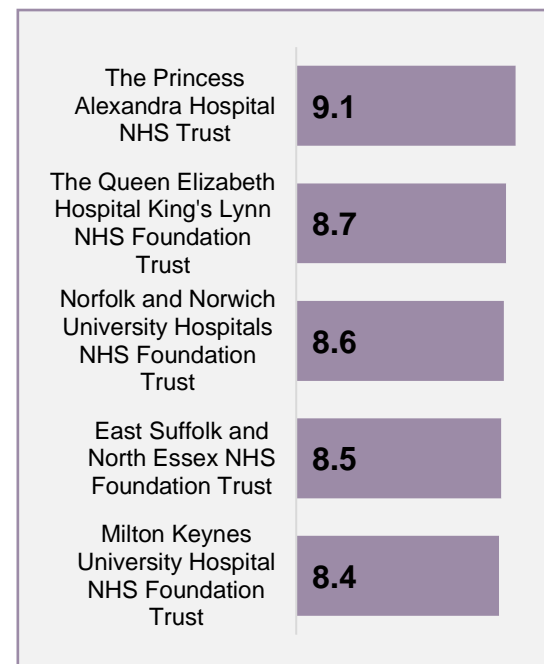 The Princess
Alexandra Hospital
NHS Trust
9.1
The Queen Elizabeth
Hospital King's Lynn
NHS Foundation
Trust
8.7
Norfolk and Norwich
University Hospitals
NHS Foundation
Trust
8.6
East Suffolk and
North Essex NHS
Foundation Trust
8.5
Milton Keynes
University Hospital
NHS Foundation
Trust
8.4